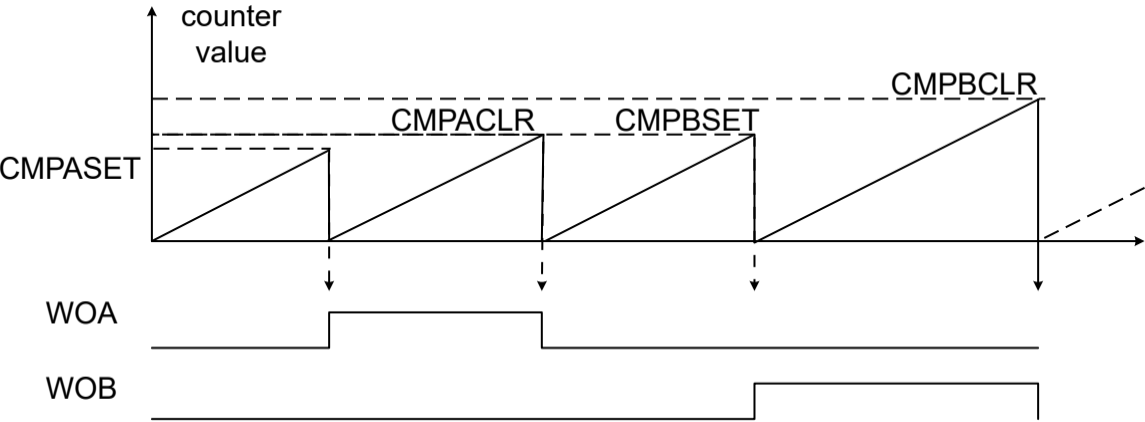 counter
value
CMPBCLR
CMPACLR
CMPBSET
CMPASET
WOA
WOB